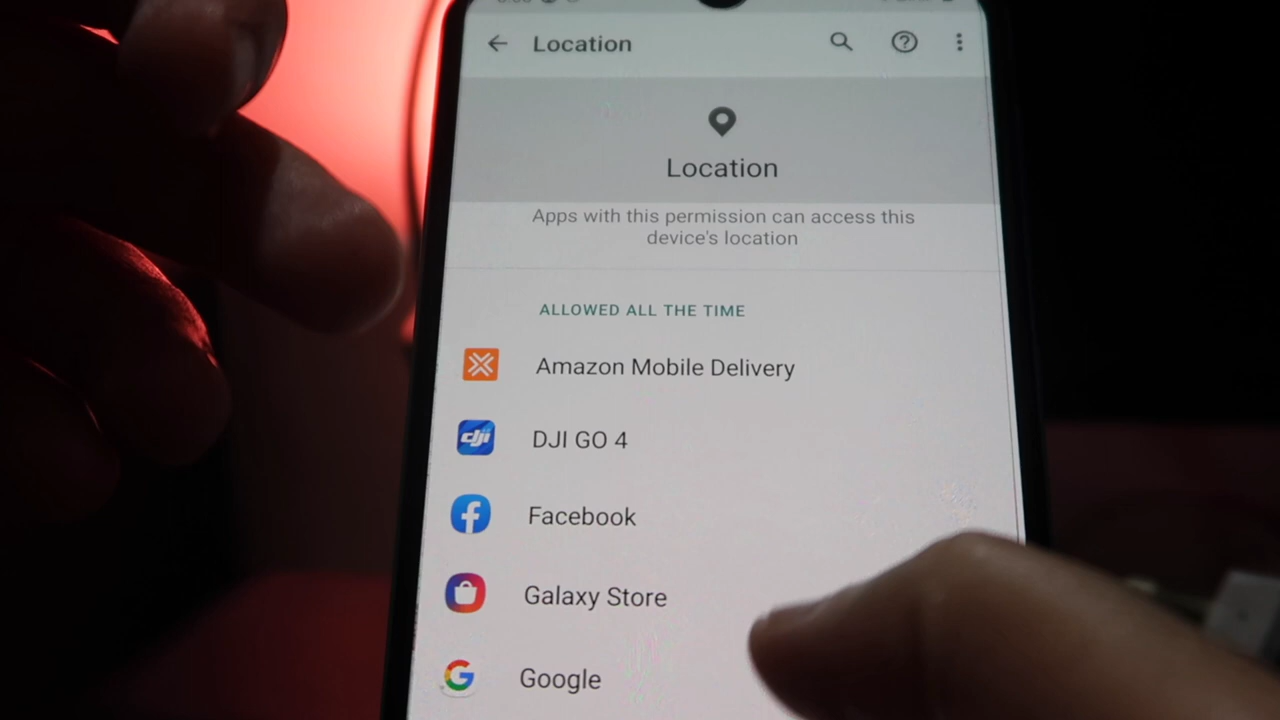 Location
Location
Apps with this permission can access this
device's location
ALLOWED ALL THE TIME
Amazon Mobile Delivery
dji DJI GO 4
Facebook
Galaxy Store
Google